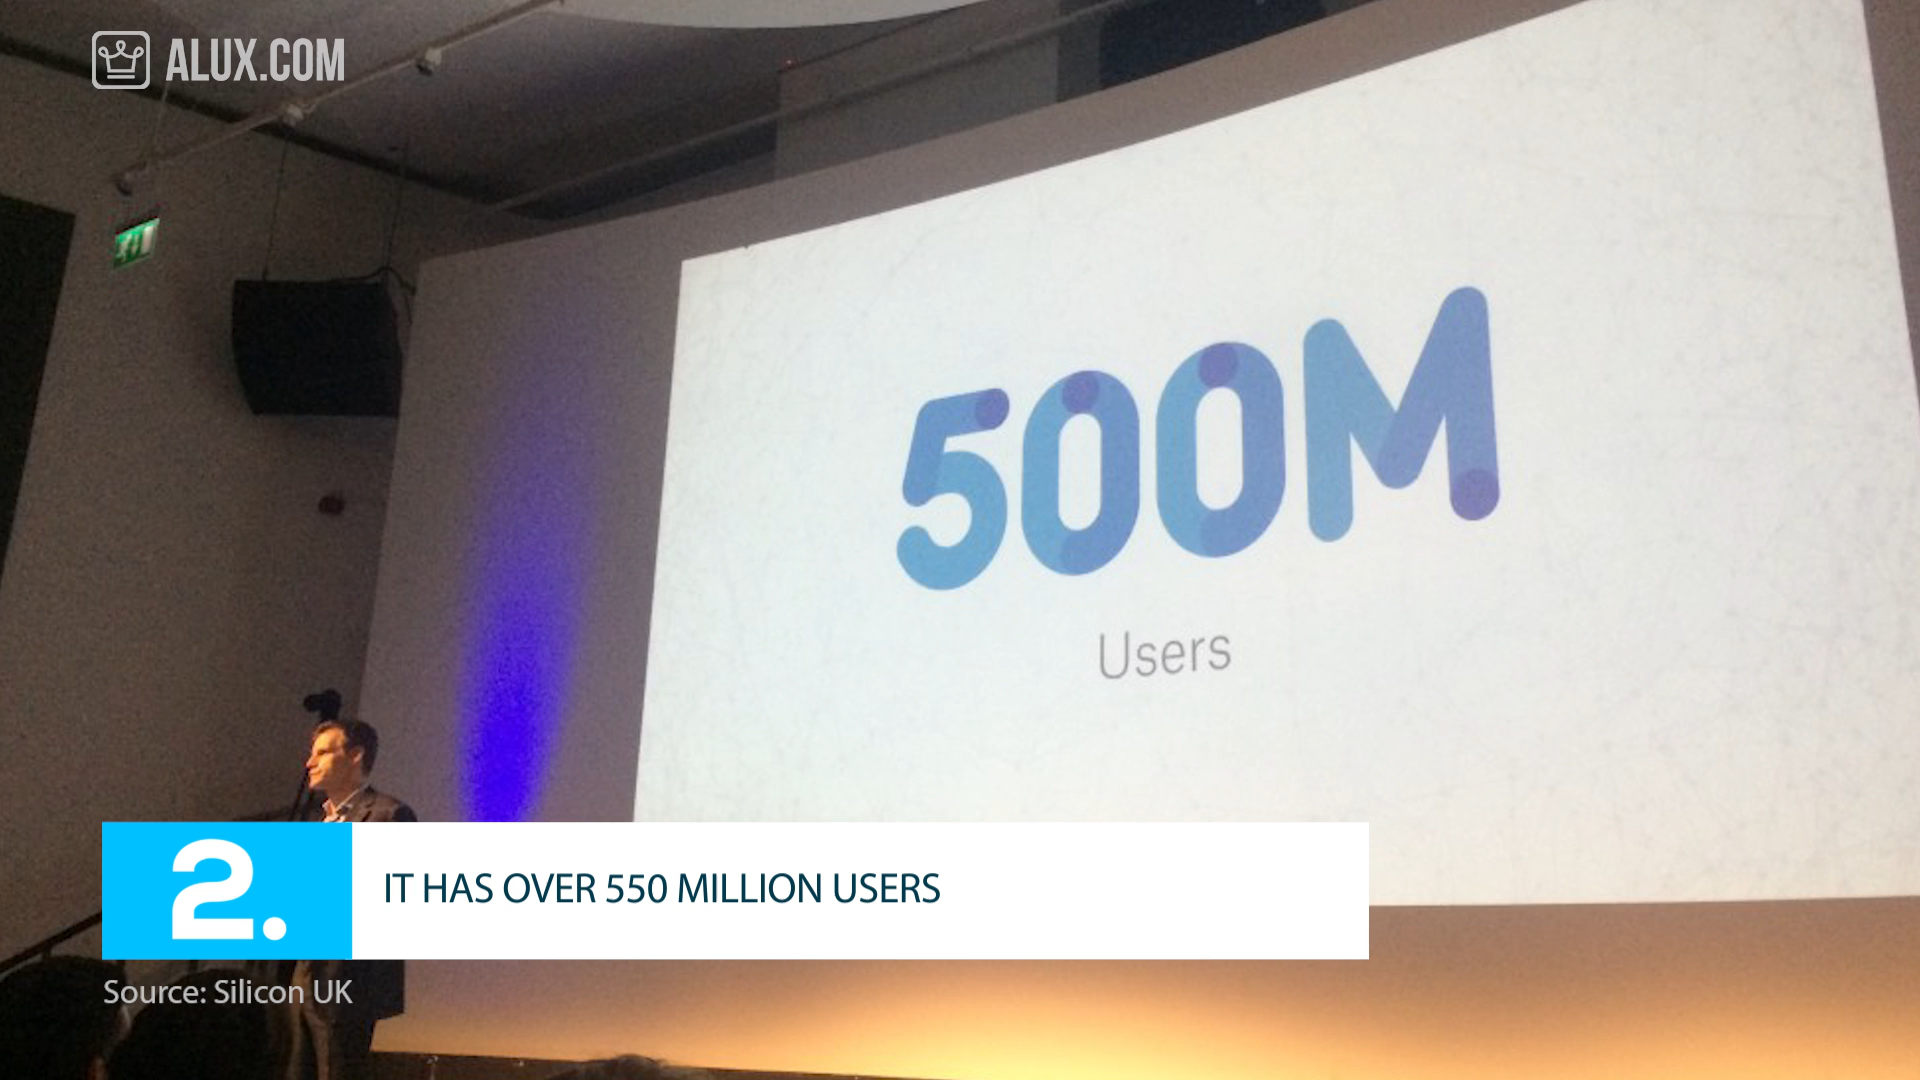 ALUX.COM
500M
Users
2.
IT HAS OVER 550 MILLION USERS
Source: Silicon UK